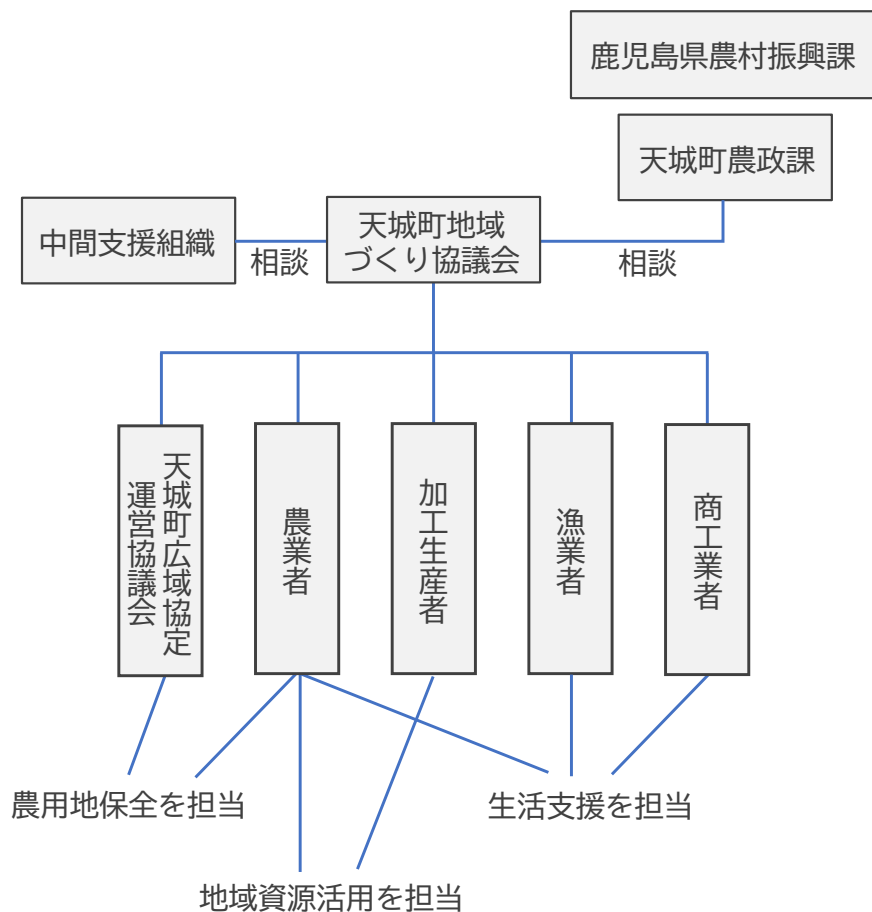 鹿児島県農村振興課
天城町農政課
中間支援組織
相談
天城町地域
づくり協議会
相談
天城町広域協定
運営協議会
農業者
加工生産者
漁業者
商工業者
農用地保全を担当
生活支援を担当
地域資源活用を担当